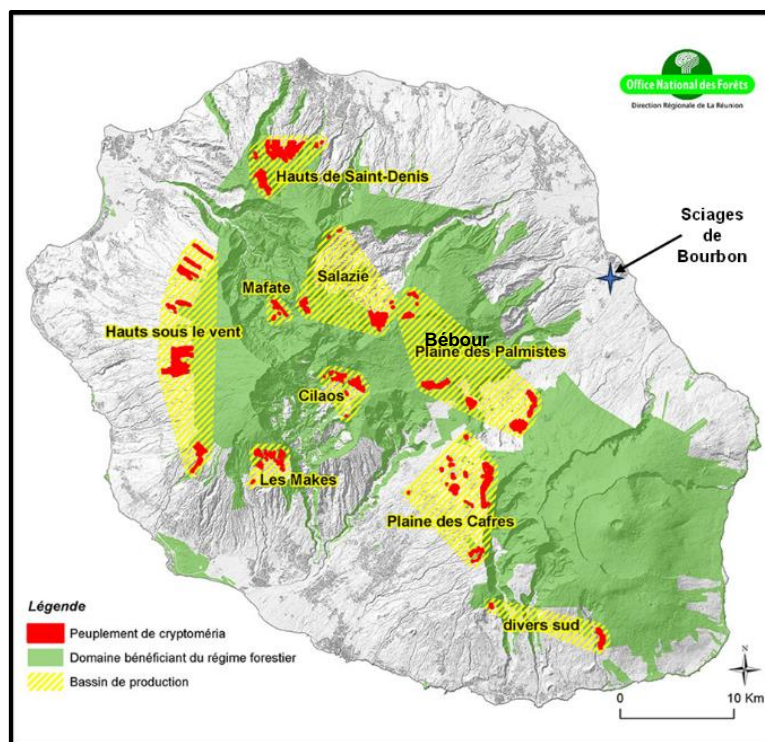 Office National des Forêts
Direction Régionale de La Réunion
Hauts de Saint-Denis
Sciages
de
Bourbon
Salazie
Mafate
Hauts sous le vent
Bébour
Plaine des Palmistes
Cilaos
Les Makes
Plaine des Cafres
divers sud
Légende
Peuplement de cryptoméria
Domaine bénéficiant du régime forestier
Bassin de production
N
0 10 Km